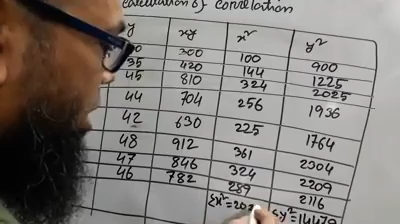 Calculation of Correlation
y xy x² y²
300 100 900
35 420 144 1225
45 810 324 2025
44 704 256 1936
42 630 225 1764
48 912 361 2304
47 846 324 2209
46 782 289 2116
Σx²=20 Σy²=14479